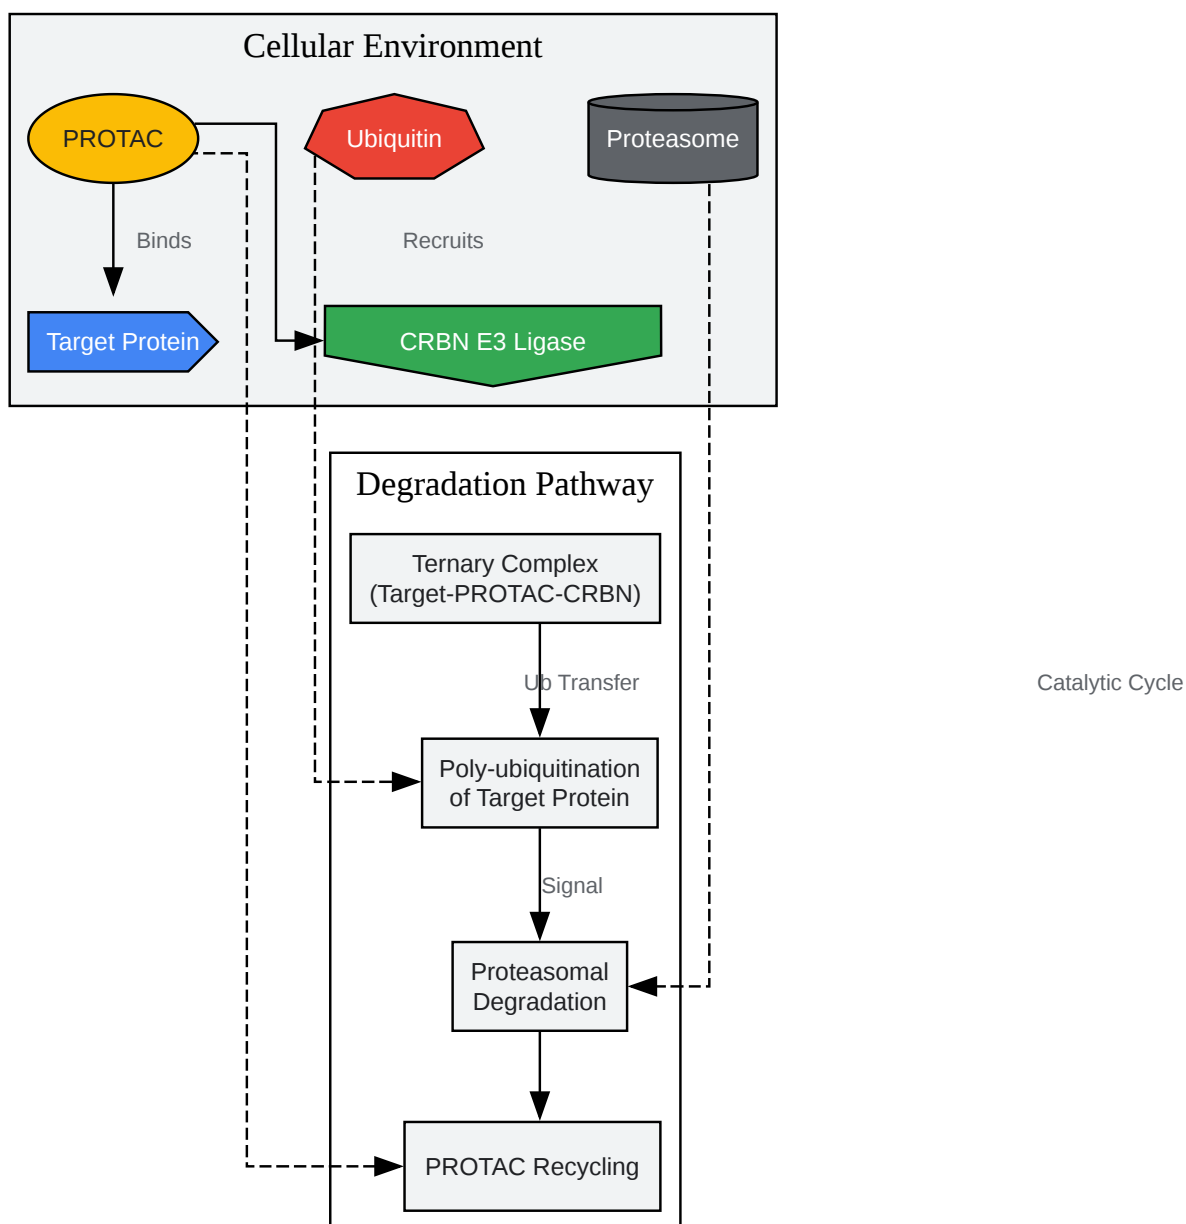 Cellular Environment
PROTAC
Ubiquitin
Proteasome
Binds
Recruits
Target Protein
CRBN E3 Ligase
Degradation Pathway
Ternary Complex
(Target-PROTAC-CRBN)
Ub Transfer
Catalytic Cycle
Poly-ubiquitination
of Target Protein
Signal
Proteasomal
Degradation
PROTAC Recycling